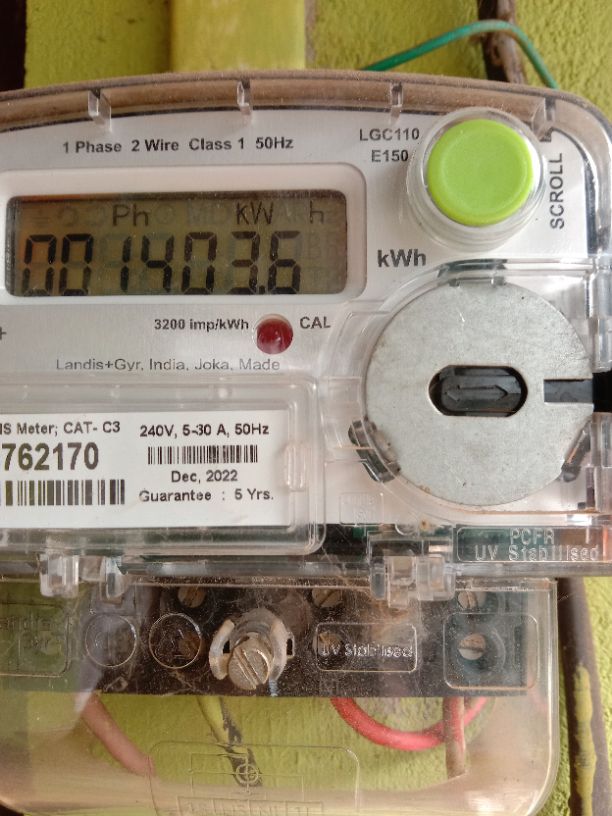 1 Phase 2 Wire Class 1 50Hz
LGC110
E150
SCROLL
Ph KW h
001403.6
kWh
3200 imp/kWh CAL
Landis+Gyr, India, Joka, Made
Meter; CAT- C3
762170
240V, 5-30 A, 50Hz
Dec, 2022
Guarantee : 5 Yrs.
PCFR
UV Stabilised
UV Stabilised